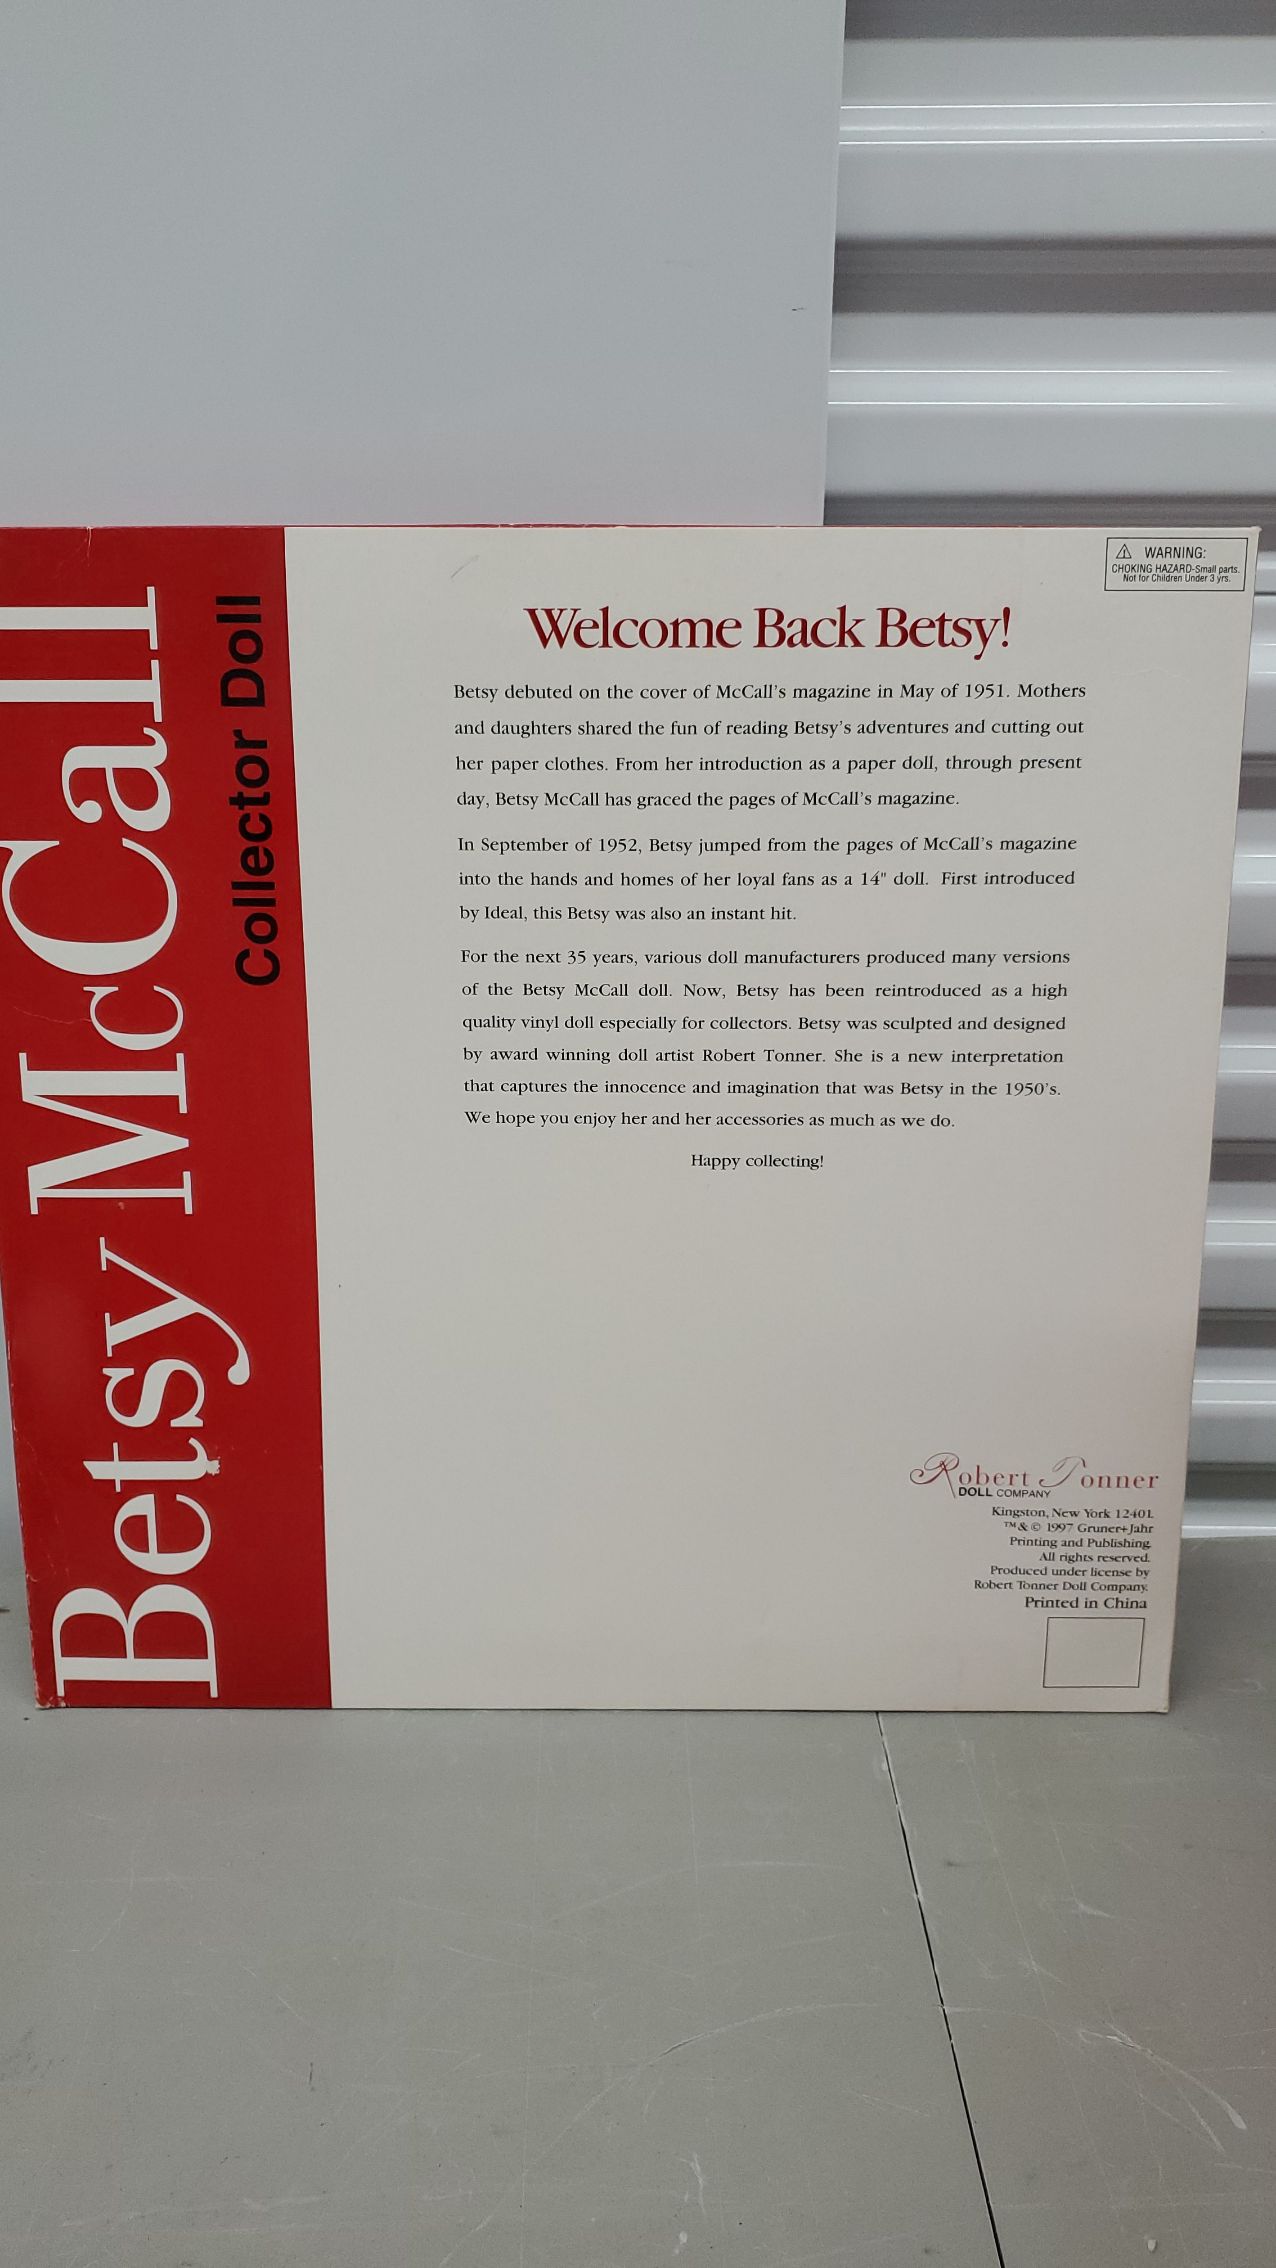 Betsy McCall
Collector Doll
⚠ WARNING:
CHOKING HAZARD-Small parts.
Not for Children Under 3 yrs.
Welcome Back Betsy!
Betsy debuted on the cover of McCall's magazine in May of 1951. Mothers
and daughters shared the fun of reading Betsy's adventures and cutting out
her paper clothes. From her introduction as a paper doll, through present
day, Betsy McCall has graced the pages of McCall's magazine.
In September of 1952, Betsy jumped from the pages of McCall's magazine
into the hands and homes of her loyal fans as a 14" doll. First introduced
by Ideal, this Betsy was also an instant hit.
For the next 35 years, various doll manufacturers produced many versions
of the Betsy McCall doll. Now, Betsy has been reintroduced as a high
quality vinyl doll especially for collectors. Betsy was sculpted and designed
by award winning doll artist Robert Tonner. She is a new interpretation
that captures the innocence and imagination that was Betsy in the 1950's.
We hope you enjoy her and her accessories as much as we do.
Happy collecting!
Robert Tonner
DOLL COMPANY
Kingston, New York 12401
™ & © 1997 Gruner+Jahr
Printing and Publishing.
All rights reserved.
Produced under license by
Robert Tonner Doll Company.
Printed in China